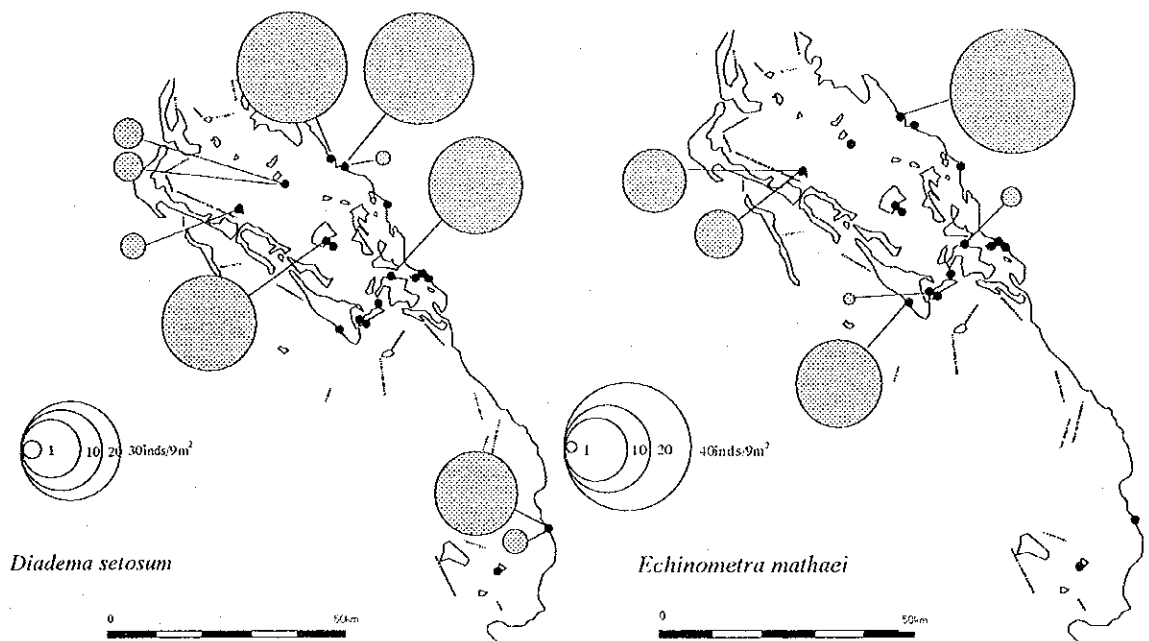 1 10 20 30inds/9m²
1 10 20 40inds/9m²
Diadema setosum
Echinometra mathaei
0 50km
0 50km